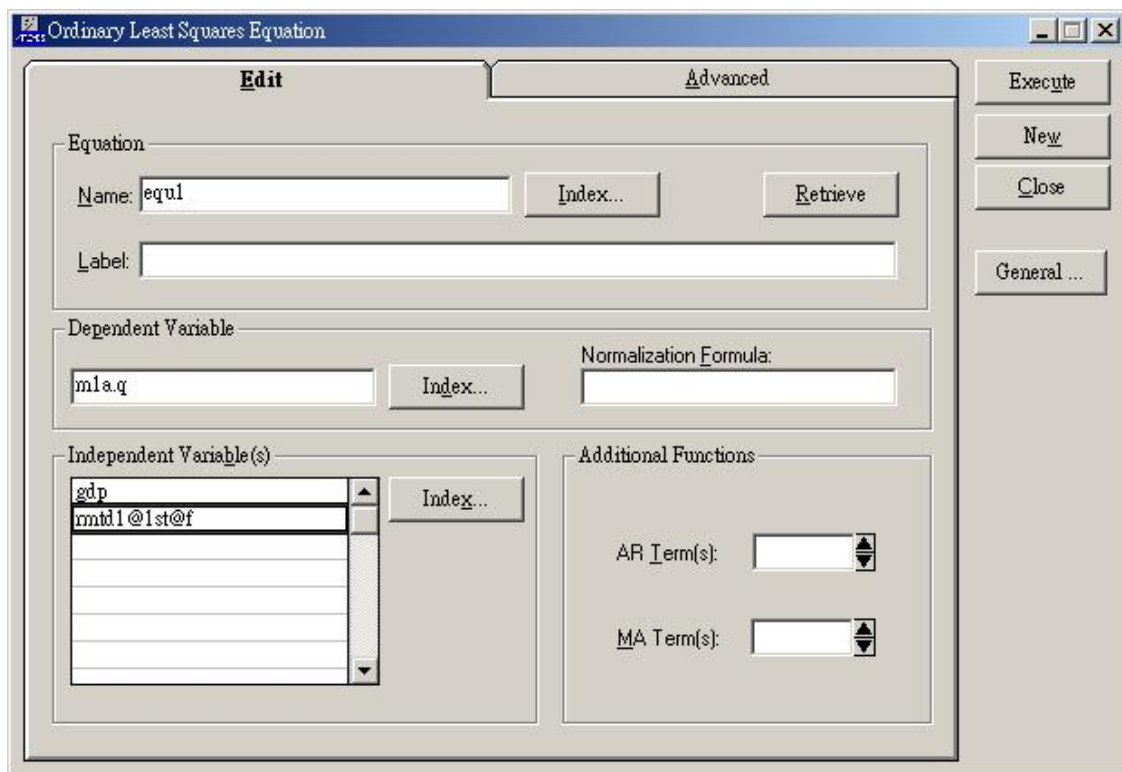 Ordinary Least Squares Equation
Edit
Advanced
Execute
New
Close
General ...
Equation
Name: equ1
Index...
Retrieve
Label:
Dependent Variable
m1a.q
Index...
Normalization Formula:
Independent Variable(s)
gdp
rmtd1@1st@f
Index...
Additional Functions
AR Term(s):
MA Term(s):